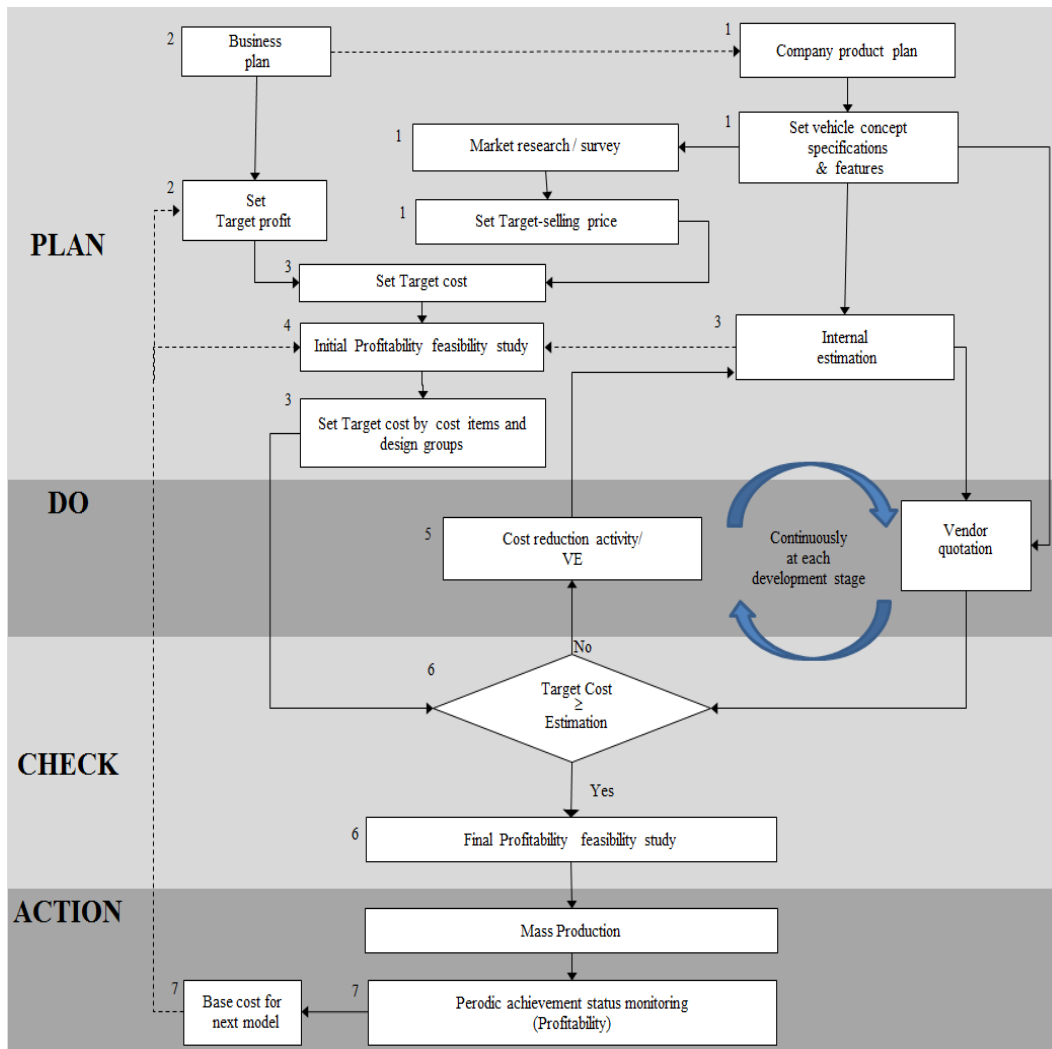 2
Business
plan
1
Company product plan
1
Market research / survey
1
Set vehicle concept
specifications
& features
2
Set
Target profit
1
Set Target-selling price
PLAN
3
Set Target cost
4
Initial Profitability feasibility study
3
Internal
estimation
3
Set Target cost by cost items and
design groups
DO
5
Cost reduction activity/
VE
Continuously
at each
development stage
Vendor
quotation
No
6
Target Cost
≥
Estimation
CHECK
Yes
6
Final Profitability feasibility study
ACTION
Mass Production
7
Base cost for
next model
7
Perodic achievement status monitoring
(Profitability)